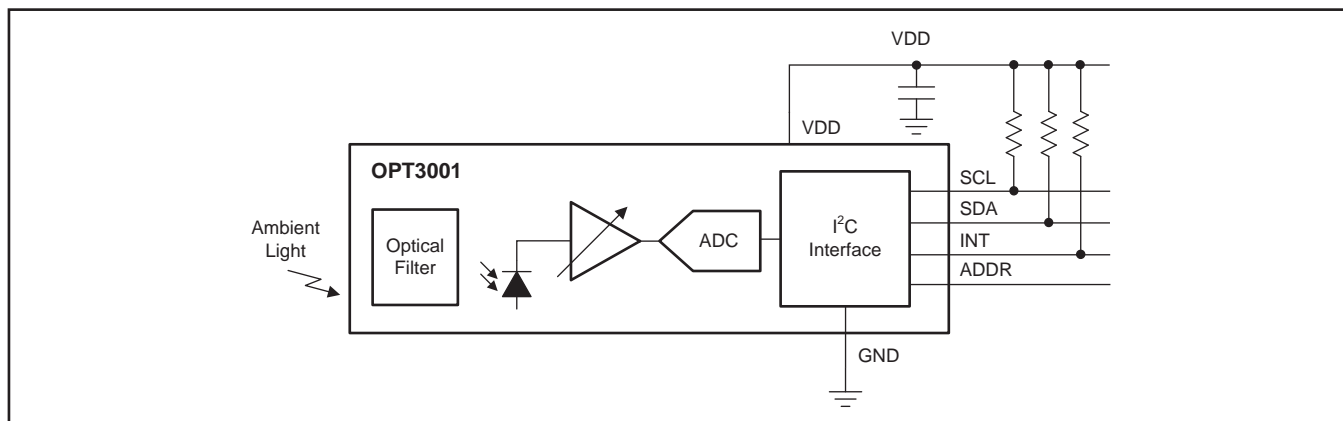 VDD
VDD
OPT3001
Ambient
Light
Optical
Filter
ADC
I²C
Interface
SCL
SDA
INT
ADDR
GND